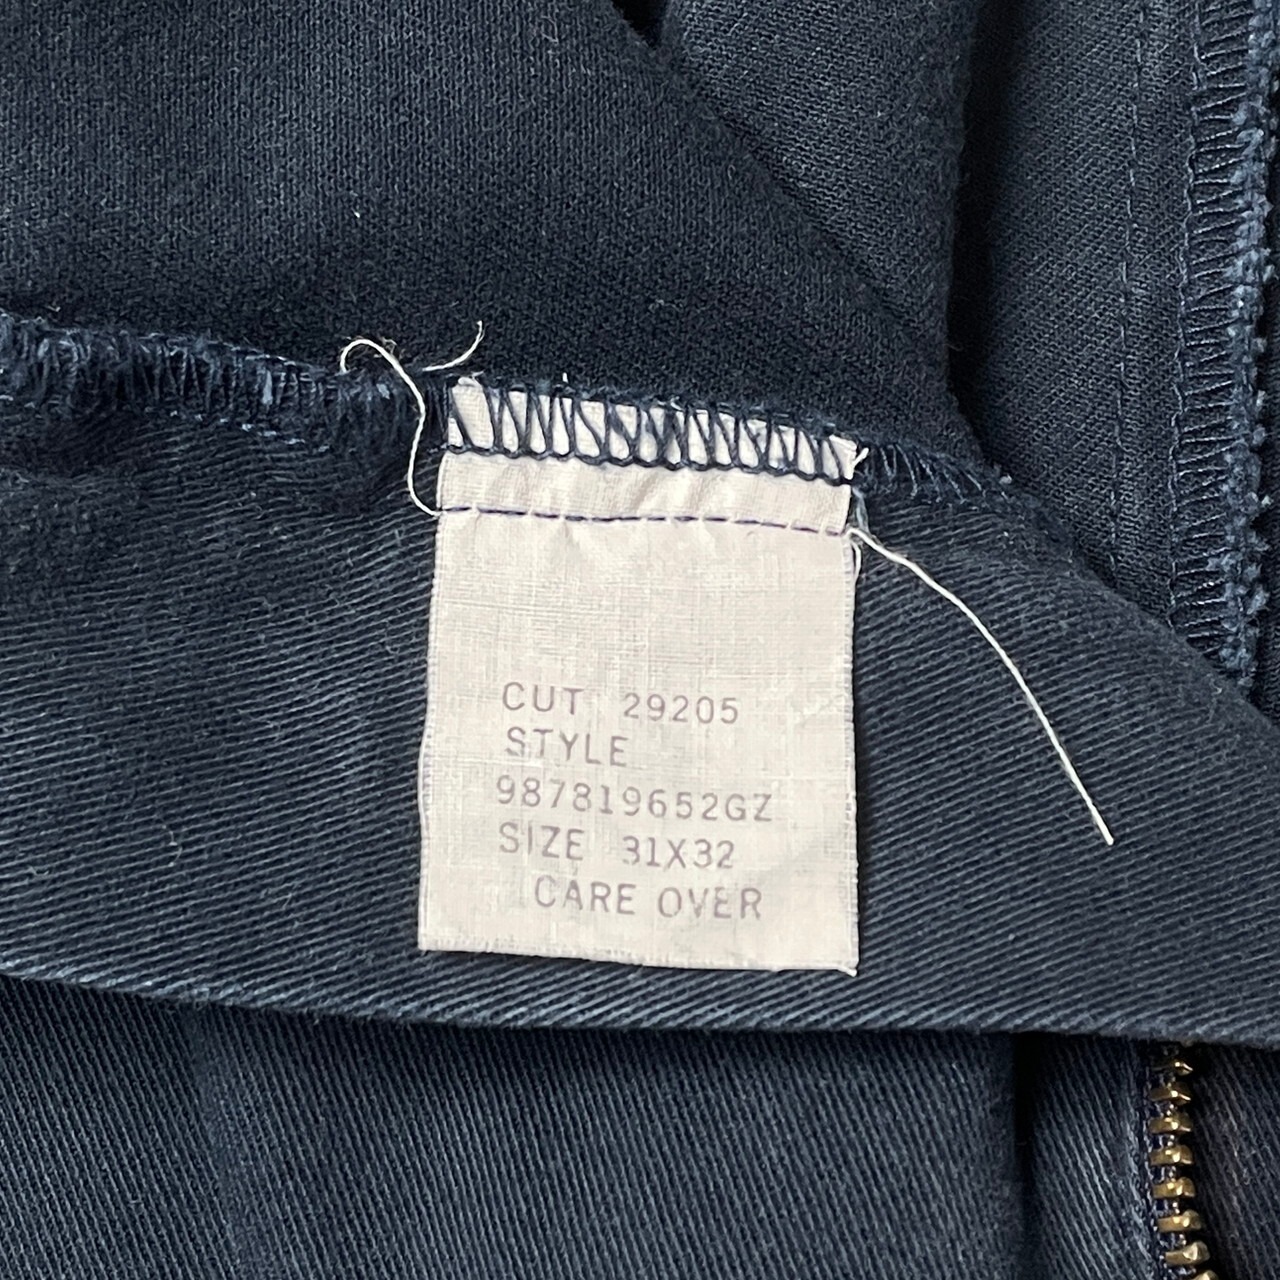 CUT 29205
STYLE
987819652GZ
SIZE 31X32
CARE OVER